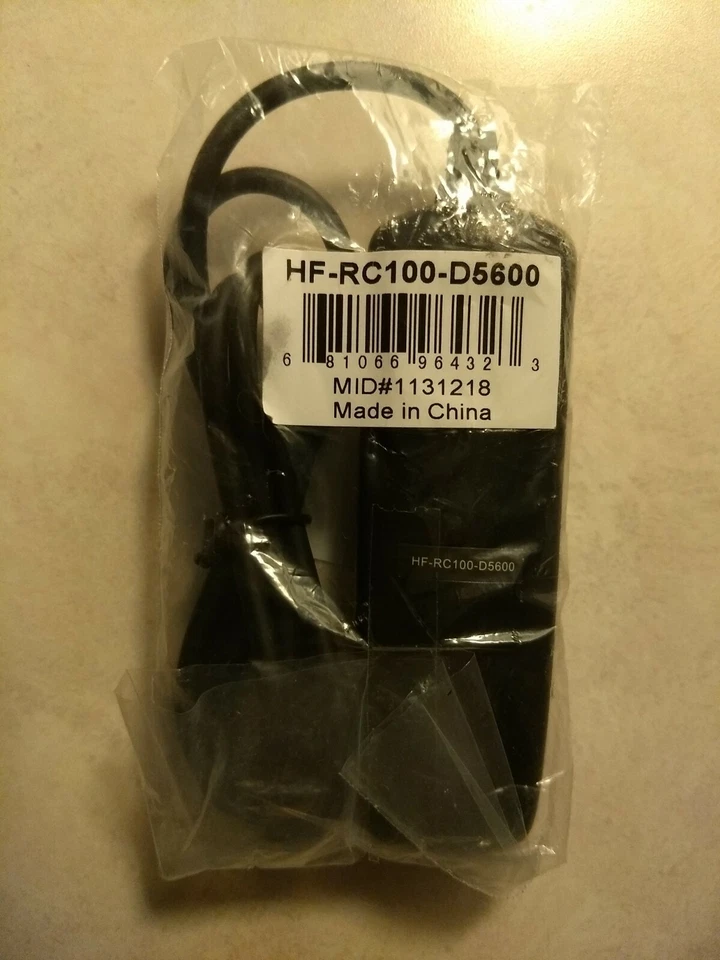 HF-RC100-D5600
6 81066 96432 3
MID#1131218
Made in China
HF-RC100-D5600